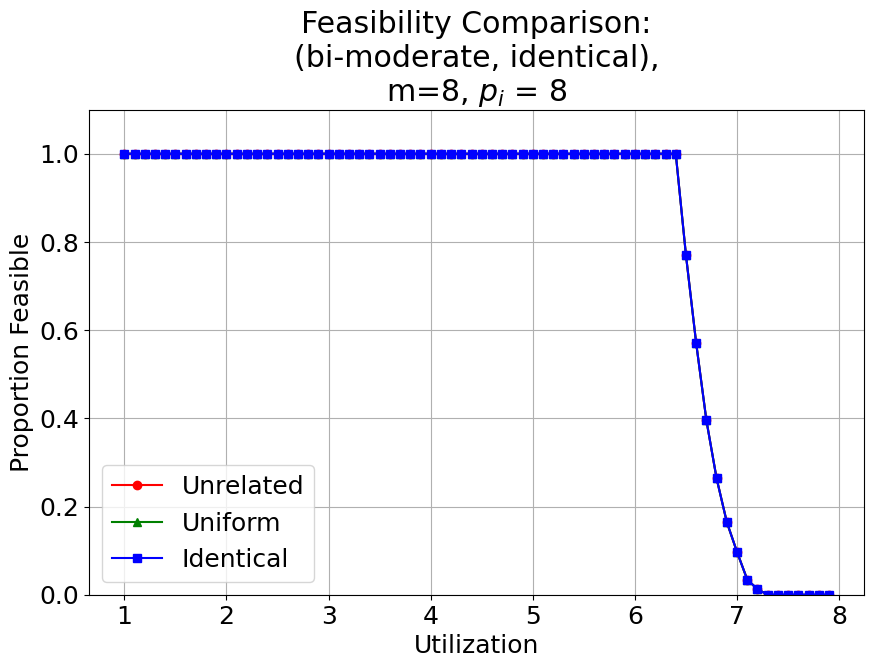 Feasibility Comparison:
(bi-moderate, identical),
m=8, $p_i$ = 8
Proportion Feasible
1.0
0.8
0.6
0.4
0.2
0.0
Unrelated
Uniform
Identical
1 2 3 4 5 6 7 8
Utilization